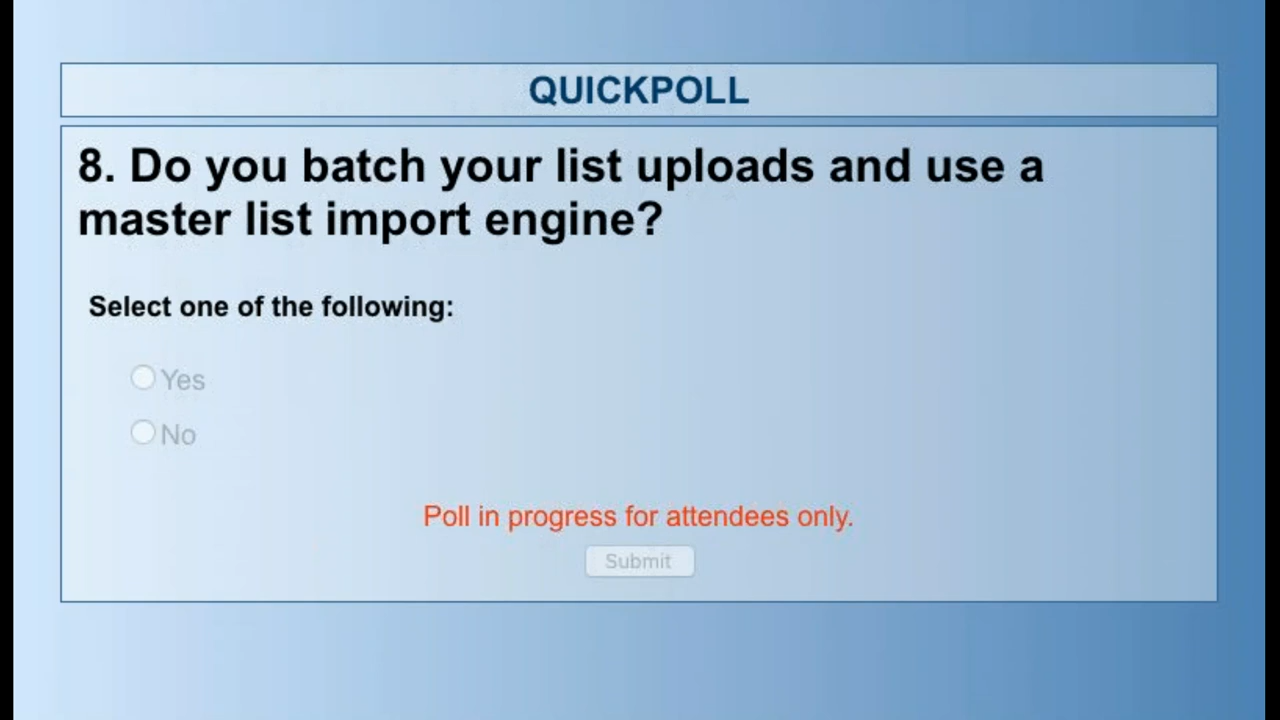 QUICKPOLL
8. Do you batch your list uploads and use a
master list import engine?
Select one of the following:
Yes
No
Poll in progress for attendees only.
Submit